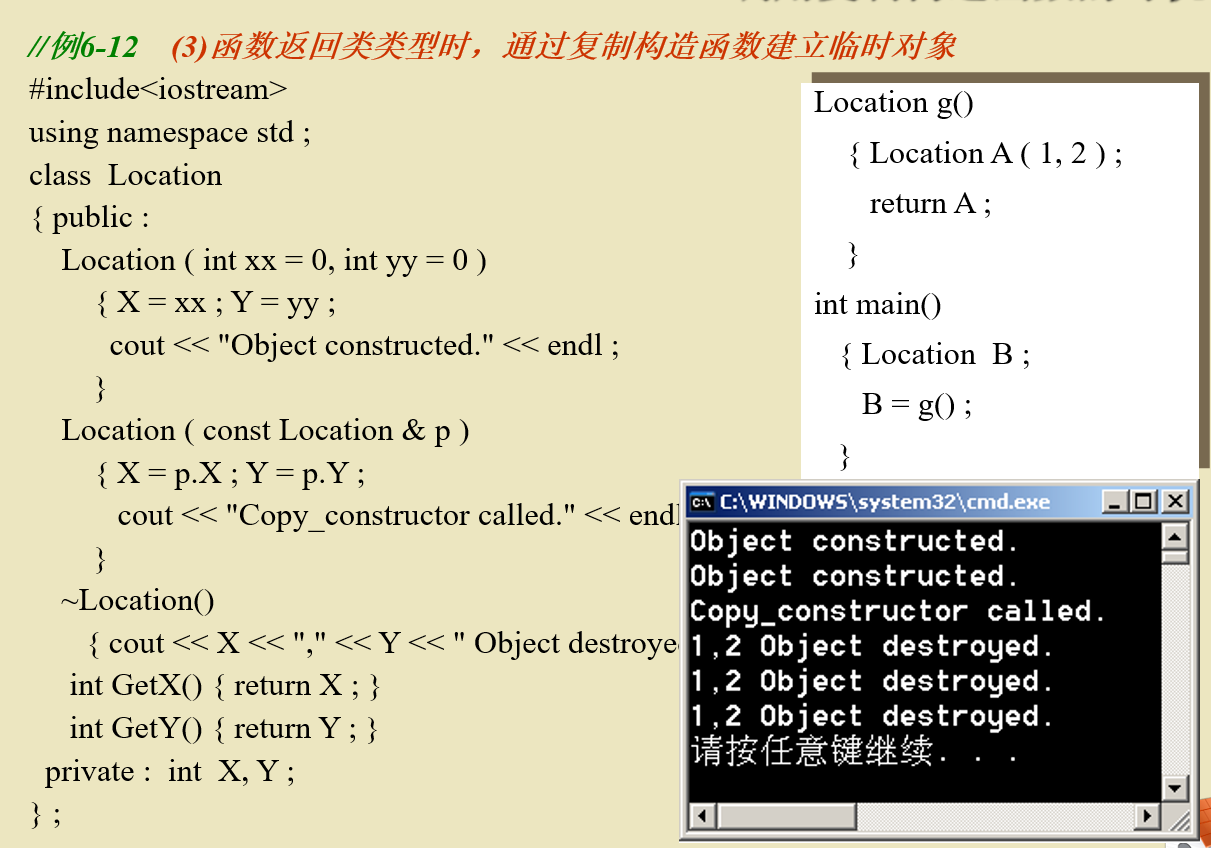 //例6-12 (3)函数返回类类型时，通过复制构造函数建立临时对象
#include<iostream>
using namespace std ;
class Location
{ public :
Location ( int xx = 0, int yy = 0 )
{ X = xx ; Y = yy ;
cout << "Object constructed." << endl ;
}
Location ( const Location & p )
{ X = p.X ; Y = p.Y ;
cout << "Copy_constructor called." << endl
}
~Location()
{ cout << X << "," << Y << " Object destroye
int GetX() { return X ; }
int GetY() { return Y ; }
private : int X, Y ;
} ;
Location g()
{ Location A ( 1, 2 ) ;
return A ;
}
int main()
{ Location B ;
B = g() ;
}
C:\WINDOWS\system32\cmd.exe
Object constructed.
Object constructed.
Copy_constructor called.
1,2 Object destroyed.
1,2 Object destroyed.
1,2 Object destroyed.
请按任意键继续. . .